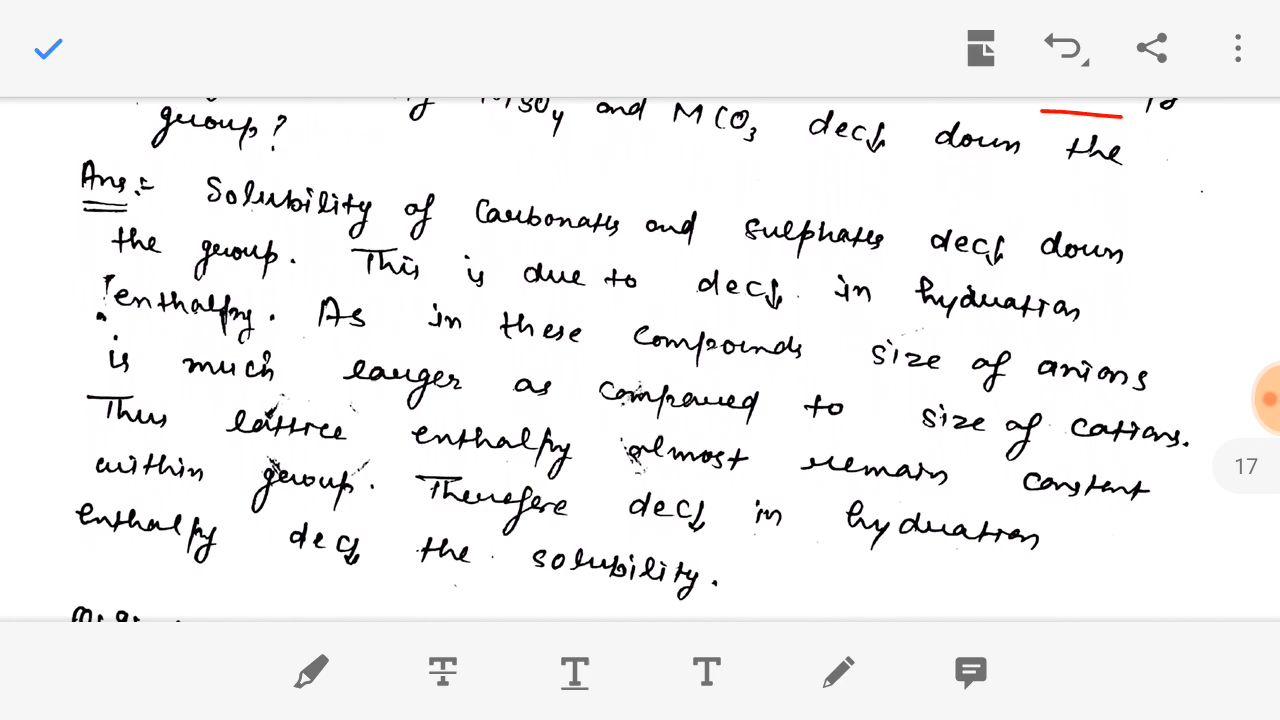 MSO4 and MCO3 dec↓ down the
group?
Ans:- Solubility of Carbonates and sulphates dec↓ down
the group. This is due to dec↓ in hydration
enthalpy. As in these compounds size of anions
is much larger as compared to size of cations.
Thus lattice enthalpy almost remain constant
within group. Therefore dec↓ in hydration
enthalpy dec↓ the solubility.
17